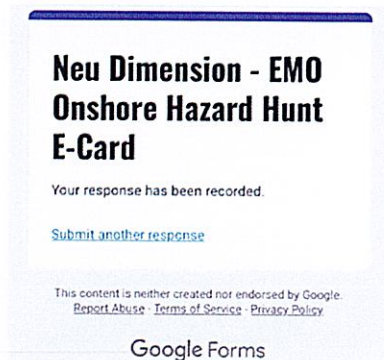 Neu Dimension - EMO
Onshore Hazard Hunt
E-Card
Your response has been recorded.
Submit another response
This content is neither created nor endorsed by Google.
Report Abuse - Terms of Service - Privacy Policy
Google Forms